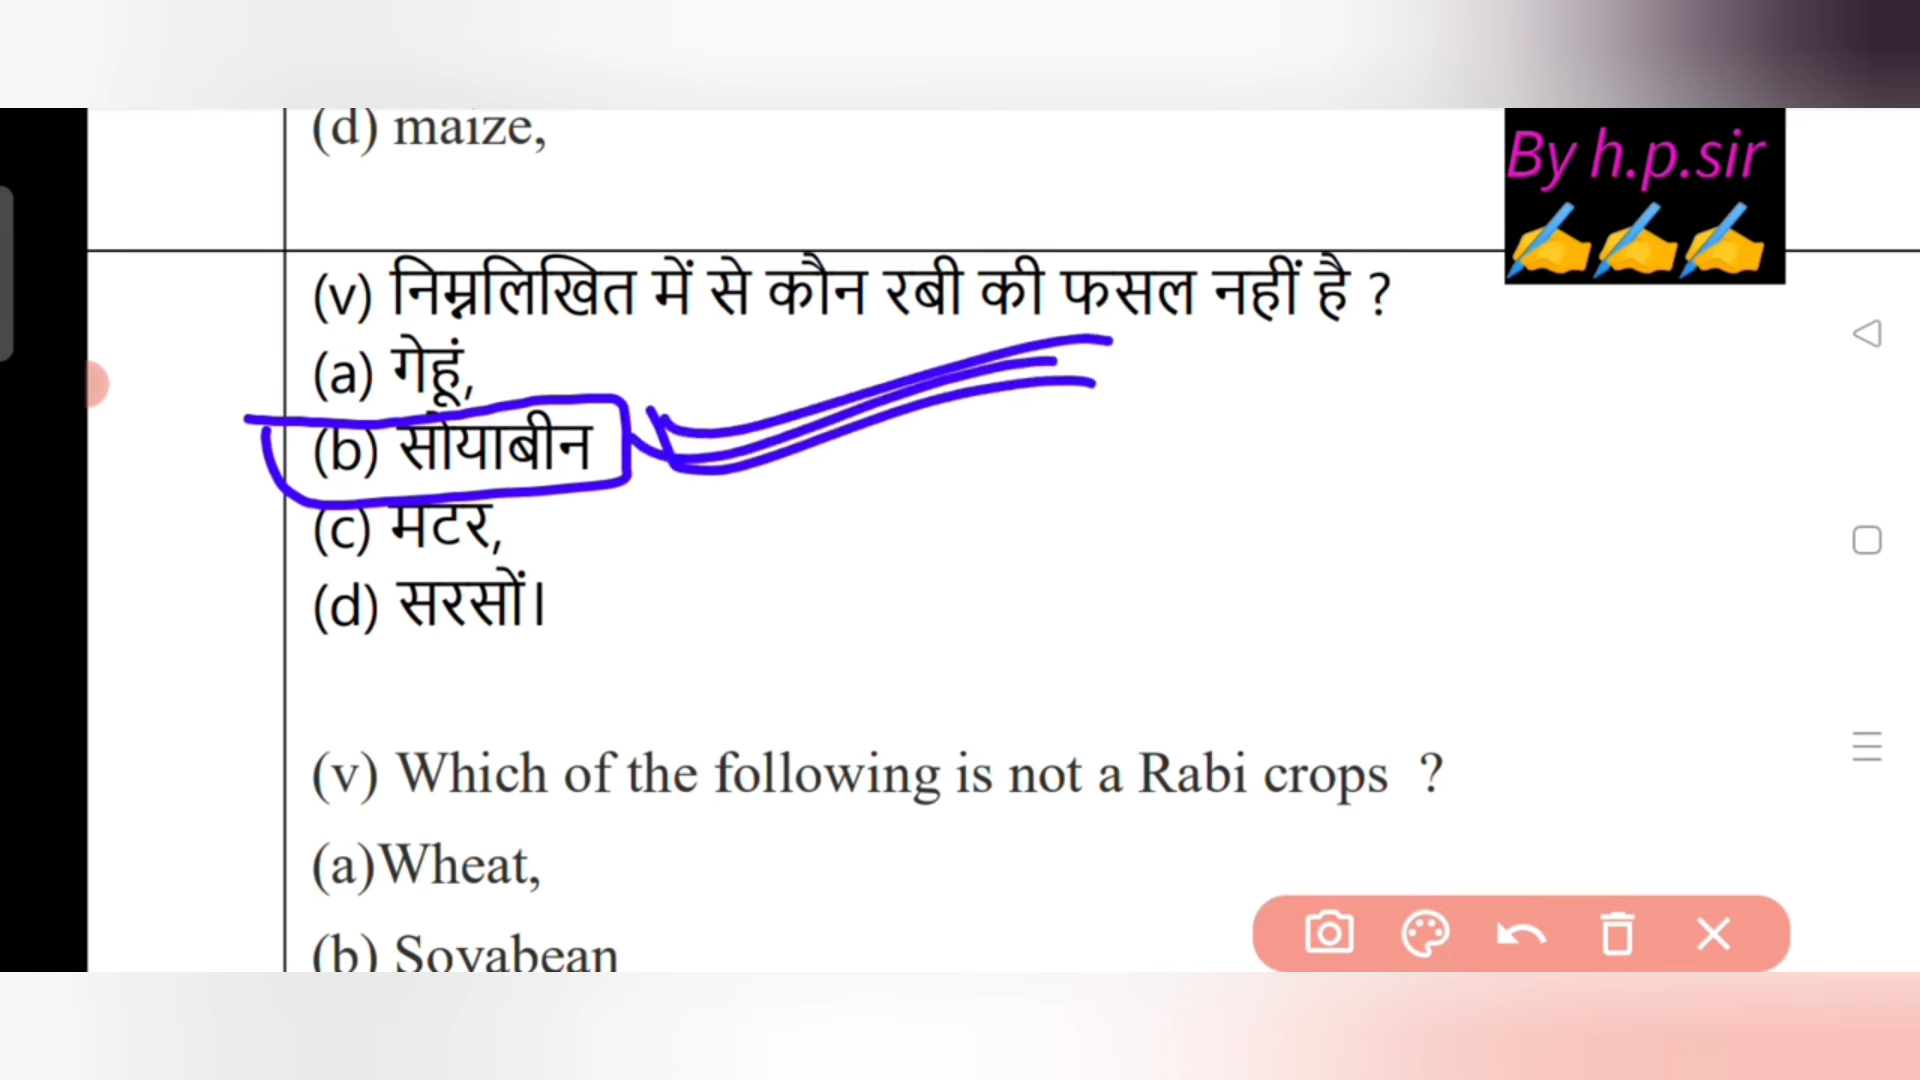 (d) maize,
By h.p.sir
(v) निम्नलिखित में से कौन रबी की फसल नहीं है ?
(a) गेहूं,
(b) सोयाबीन
(c) मटर,
(d) सरसों।
(v) Which of the following is not a Rabi crops ?
(a)Wheat,
(b) Soyabean